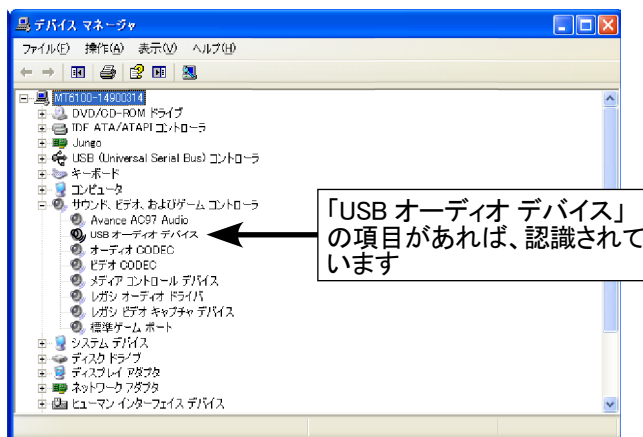 デバイス マネージャ
ファイル(F) 操作(A) 表示(V) ヘルプ(H)
MT6100-14900314
DVD/CD-ROM ドライブ
IDE ATA/ATAPI コントローラ
Jungo
USB (Universal Serial Bus) コントローラ
キーボード
コンピュータ
サウンド、ビデオ、およびゲーム コントローラ
Avance AC97 Audio
USB オーディオ デバイス
オーディオ CODEC
ビデオ CODEC
メディア コントロール デバイス
レガシ オーディオ ドライバ
レガシ ビデオ キャプチャ デバイス
標準ゲーム ポート
システム デバイス
ディスク ドライブ
ディスプレイ アダプタ
ネットワーク アダプタ
ヒューマン インターフェイス デバイス
「USB オーディオ デバイス」
の項目があれば、認識されて
います